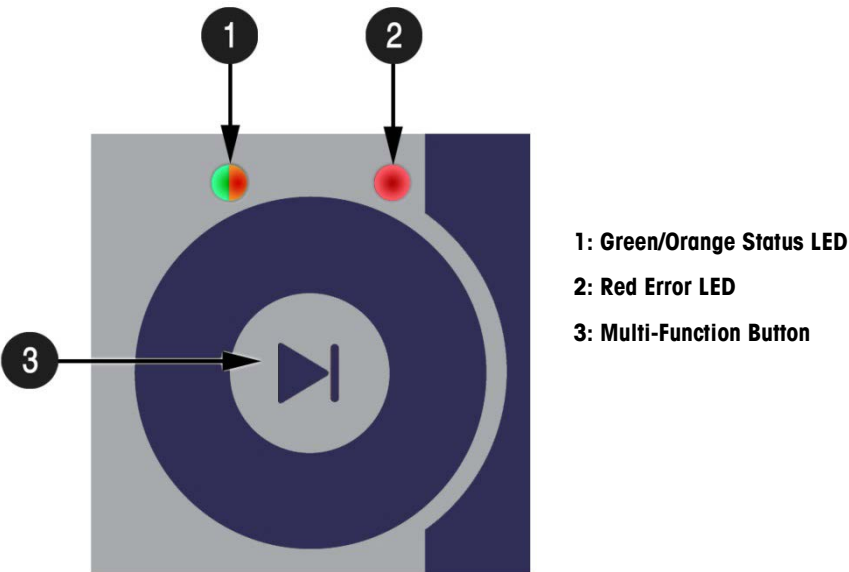 1
2
3
1: Green/Orange Status LED
2: Red Error LED
3: Multi-Function Button